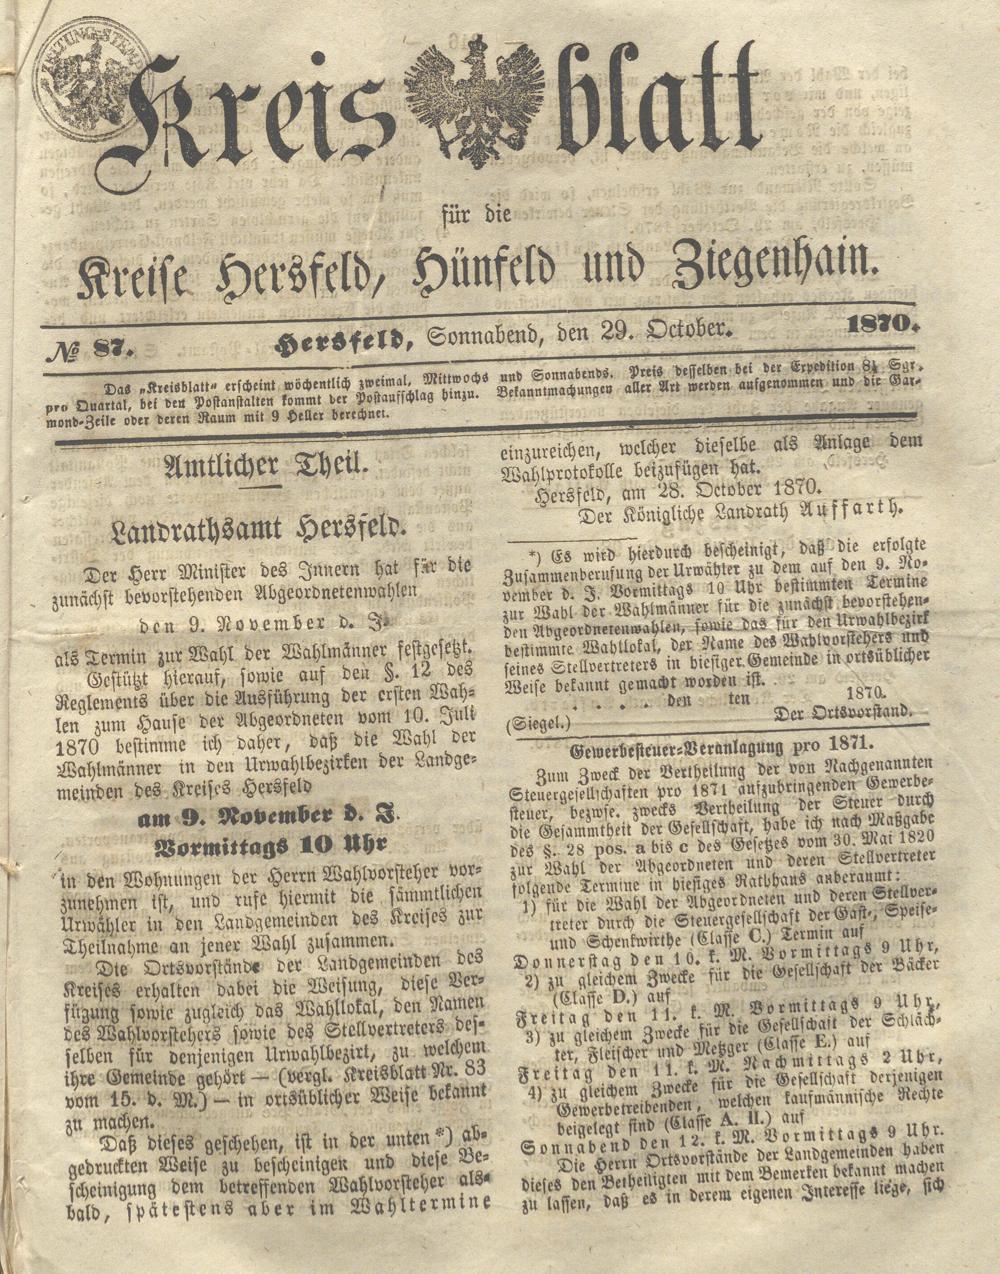 ZEITUNGS-STEMPEL
Kreisblatt
für die
Kreise Hersfeld, Hünfeld und Ziegenhain.
№ 87. Hersfeld, Sonnabend, den 29. October. 1870.
Das „Kreisblatt“ erscheint wöchentlich zweimal, Mittwochs und Sonnabends. Preis desselben bei der Expedition 8½ Sgr.
pro Quartal, bei den Postanstalten kommt der Postaufschlag hinzu. Bekanntmachungen aller Art werden aufgenommen und die Gar-
mond-Zeile oder deren Raum mit 9 Heller berechnet.
Amtlicher Theil.
Landrathsamt Hersfeld.
Der Herr Minister des Innern hat für die
zunächst bevorstehenden Abgeordnetenwahlen
den 9. November d. J.
als Termin zur Wahl der Wahlmänner festgesetzt.
Gestützt hierauf, sowie auf den §. 12 des
Reglements über die Ausführung der ersten Wah-
len zum Hause der Abgeordneten vom 10. Juli
1870 bestimme ich daher, daß die Wahl der
Wahlmänner in den Urwahlbezirken der Landge-
meinden des Kreises Hersfeld
am 9. November d. J.
Vormittags 10 Uhr
in den Wohnungen der Herrn Wahlvorsteher vor-
zunehmen ist, und rufe hiermit die sämmtlichen
Urwähler in den Landgemeinden des Kreises zur
Theilnahme an jener Wahl zusammen.
Die Ortsvorstände der Landgemeinden des
Kreises erhalten dabei die Weisung, diese Ver-
fügung sowie zugleich das Wahllokal, den Namen
des Wahlvorstehers sowie des Stellvertreters des-
selben für denjenigen Urwahlbezirk, zu welchem
ihre Gemeinde gehört — (vergl. Kreisblatt Nr. 83
vom 15. d. M.) — in ortsüblicher Weise bekannt
zu machen.
Daß dieses geschehen, ist in der unten *) ab-
gedruckten Weise zu bescheinigen und diese Be-
scheinigung dem betreffenden Wahlvorsteher als-
bald, spätestens aber im Wahltermine
einzureichen, welcher dieselbe als Anlage dem
Wahlprotokolle beizufügen hat.
Hersfeld, am 28. October 1870.
Der Königliche Landrath Auffarth.
*) Es wird hierdurch bescheinigt, daß die erfolgte
Zusammenberufung der Urwähler zu dem auf den 9. No-
vember d. J. Vormittags 10 Uhr bestimmten Termine
zur Wahl der Wahlmänner für die zunächst bevorstehen-
den Abgeordnetenwahlen, sowie das für den Urwahlbezirk
bestimmte Wahllokal, der Name des Wahlvorstehers und
seines Stellvertreters in hiesiger Gemeinde in ortsüblicher
Weise bekannt gemacht worden ist.
. . . . den ten 1870.
(Siegel.) Der Ortsvorstand.
Gewerbesteuer-Veranlagung pro 1871.
Zum Zweck der Vertheilung der von Nachgenannten
Steuergesellschaften pro 1871 aufzubringenden Gewerbe-
steuer, bezwse. zwecks Vertheilung der Steuer durch
die Gesammtheit der Gesellschaft, habe ich nach Maßgabe
des §. 28 pos. a bis c des Gesetzes vom 30. Mai 1820
zur Wahl der Abgeordneten und deren Stellvertreter
folgende Termine in hiesiges Rathhaus anberaumt:
1) für die Wahl der Abgeordneten und deren Stellver-
treter durch die Steuergesellschaft der Gast-, Speise-
und Schenkwirthe (Classe C.) Termin auf
Donnerstag den 10. k. M. Vormittags 9 Uhr,
2) zu gleichem Zwecke für die Gesellschaft der Bäcker
(Classe D.) auf
Freitag den 11. k. M. Vormittags 9 Uhr,
3) zu gleichem Zwecke für die Gesellschaft der Schläch-
ter, Fleischer und Metzger (Classe E.) auf
Freitag den 11. k. M. Nachmittags 2 Uhr,
4) zu gleichem Zwecke für die Gesellschaft derjenigen
Gewerbetreibenden, welchen kaufmännische Rechte
beigelegt sind (Classe A. II.) auf
Sonnabend den 12. k. M. Vormittags 9 Uhr.
Die Herrn Ortsvorstände der Landgemeinden haben
dieses den Betheiligten mit dem Bemerken bekannt machen
zu lassen, daß es in derem eigenen Interesse liege, sich